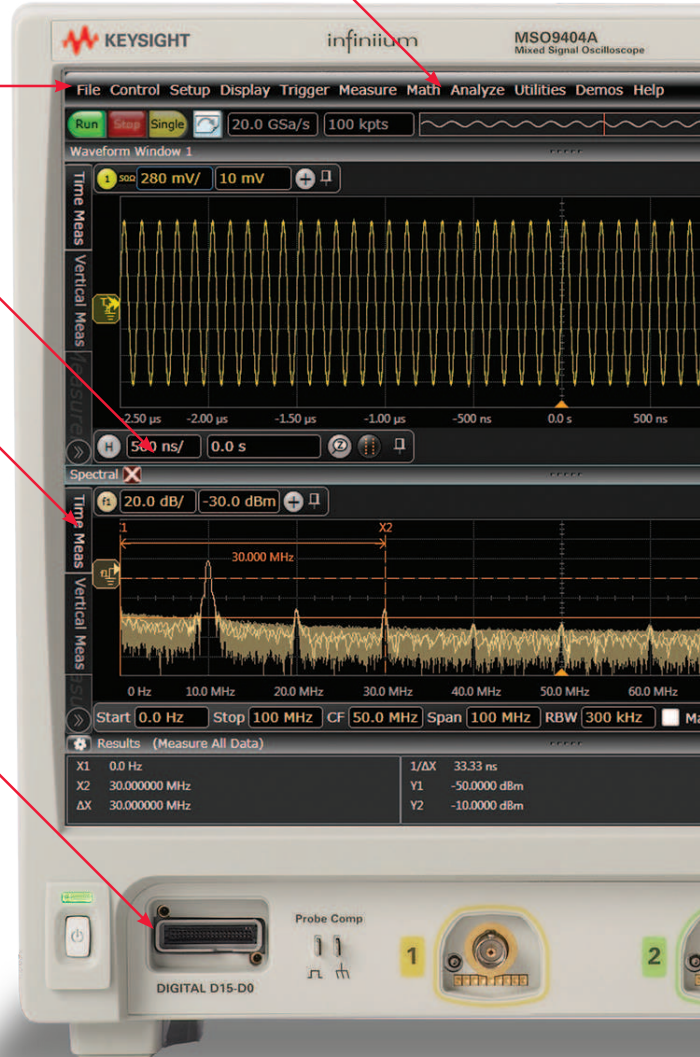 KEYSIGHT infiniium MSO9404A
Mixed Signal Oscilloscope
File Control Setup Display Trigger Measure Math Analyze Utilities Demos Help
Run Stop Single 20.0 GSa/s 100 kpts
Waveform Window 1
Time Meas
Vertical Meas
1 50Ω 280 mV/ 10 mV +
-2.50 µs -2.00 µs -1.50 µs -1.00 µs -500 ns 0.0 s 500 ns
H 500 ns/ 0.0 s Z
Spectral X
Time Meas
Vertical Meas
f1 20.0 dB/ -30.0 dBm +
X2
30.000 MHz
0 Hz 10.0 MHz 20.0 MHz 30.0 MHz 40.0 MHz 50.0 MHz 60.0 MHz
Start 0.0 Hz Stop 100 MHz CF 50.0 MHz Span 100 MHz RBW 300 kHz
Results (Measure All Data)
X1 0.0 Hz 1/ΔX 33.33 ns
X2 30.000000 MHz Y1 -50.0000 dBm
ΔX 30.000000 MHz Y2 -10.0000 dBm
Probe Comp
1 2
DIGITAL D15-D0